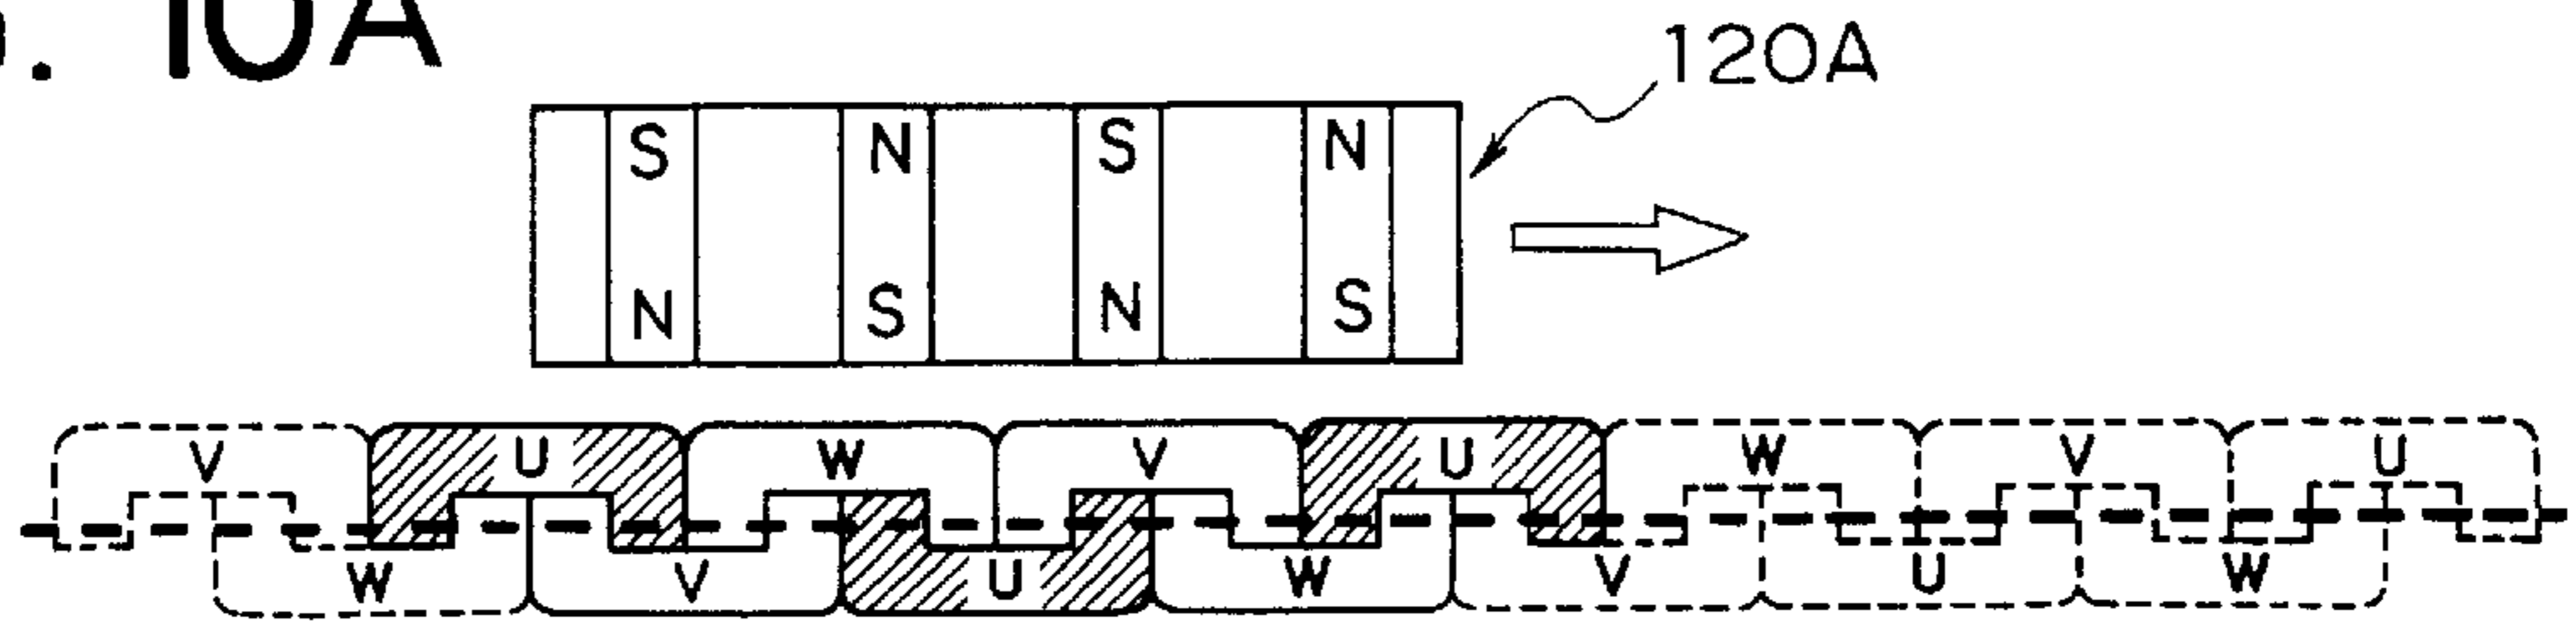 . 10A
120A
S N S N
N S N S
V U W V U W V U
W V U W V U W